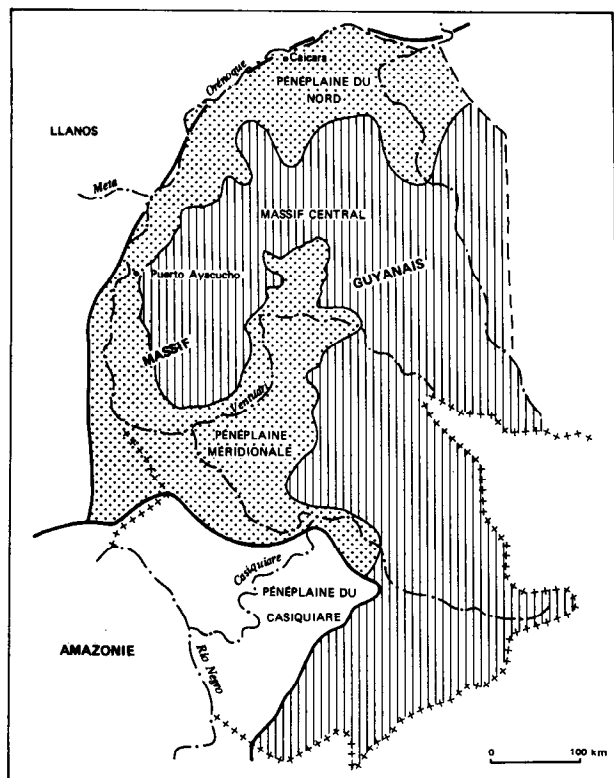 Caicara
Orénoque
PÉNÉPLAINE DU
NORD
LLANOS
Meta
MASSIF CENTRAL
Puerto Ayacucho
GUYANAIS
MASSIF
Ventuari
PÉNÉPLAINE
MÉRIDIONALE
Casiquiare
PÉNÉPLAINE DU
CASIQUIARE
AMAZONIE
Rio Negro
0 100 km